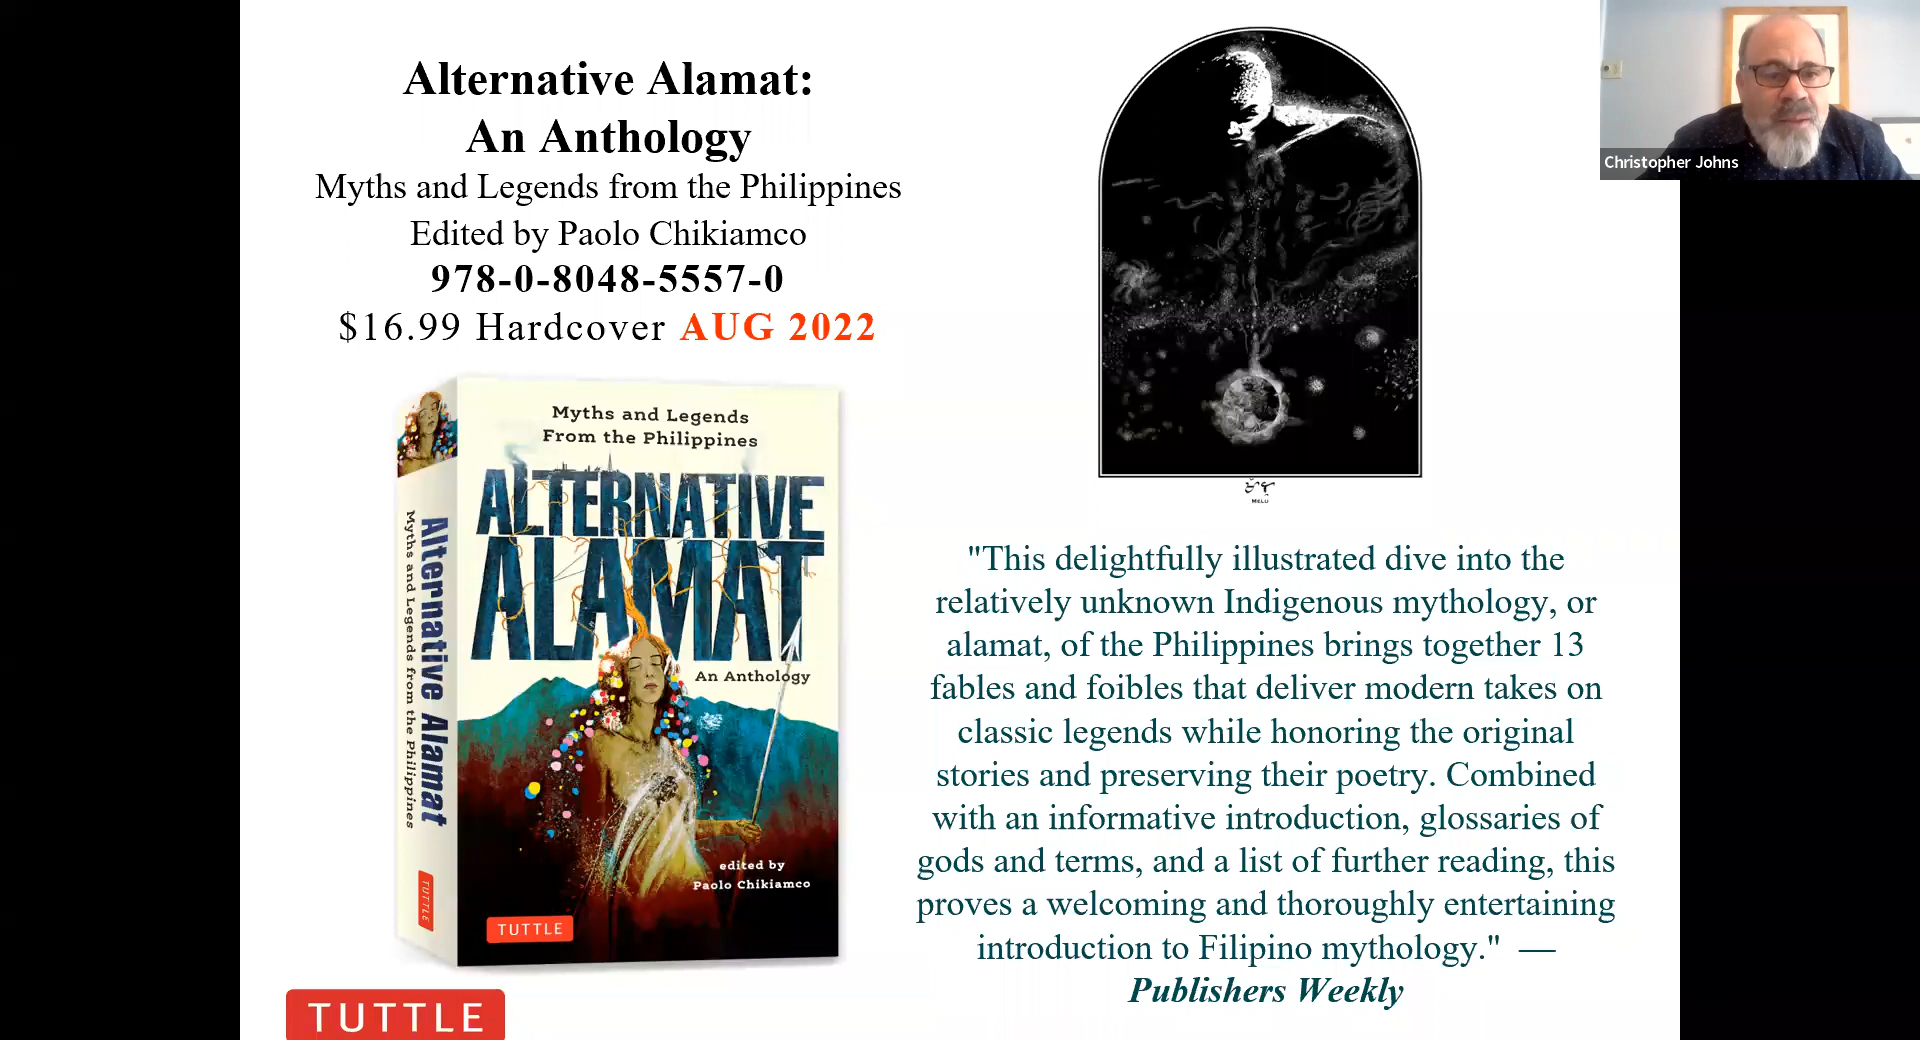 Alternative Alamat:
An Anthology
Myths and Legends from the Philippines
Edited by Paolo Chikiamco
978-0-8048-5557-0
$16.99 Hardcover AUG 2022
Myths and Legends
From the Philippines
ALTERNATIVE
ALAMAT
An Anthology
edited by
Paolo Chikiamco
TUTTLE
Alternative Alamat
Myths and Legends from the Philippines
TUTTLE
TUTTLE
MELU
"This delightfully illustrated dive into the
relatively unknown Indigenous mythology, or
alamat, of the Philippines brings together 13
fables and foibles that deliver modern takes on
classic legends while honoring the original
stories and preserving their poetry. Combined
with an informative introduction, glossaries of
gods and terms, and a list of further reading, this
proves a welcoming and thoroughly entertaining
introduction to Filipino mythology." —
Publishers Weekly
Christopher Johns